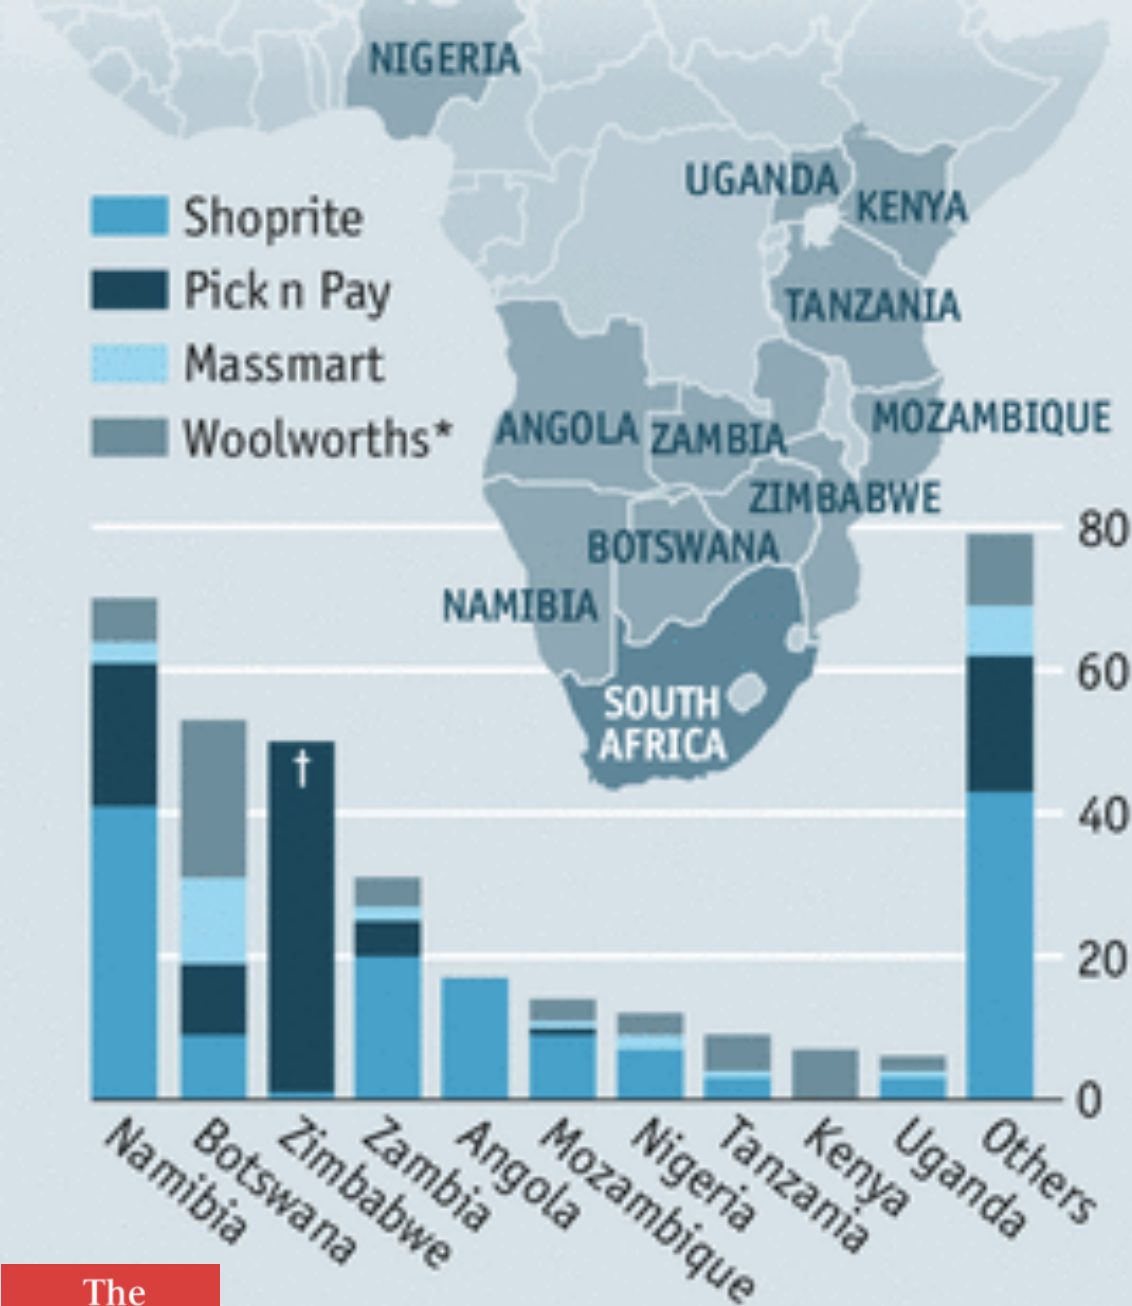 NIGERIA
UGANDA
KENYA
Shoprite
Pick n Pay
TANZANIA
Massmart
MOZAMBIQUE
ANGOLA
ZAMBIA
Woolworths*
ZIMBABWE
80
BOTSWANA
NAMIBIA
60
SOUTH
AFRICA
†
40
20
0
Namibia
Botswana
Zimbabwe
Zambia
Angola
Mozambique
Nigeria
Tanzania
Kenya
Uganda
Others
The